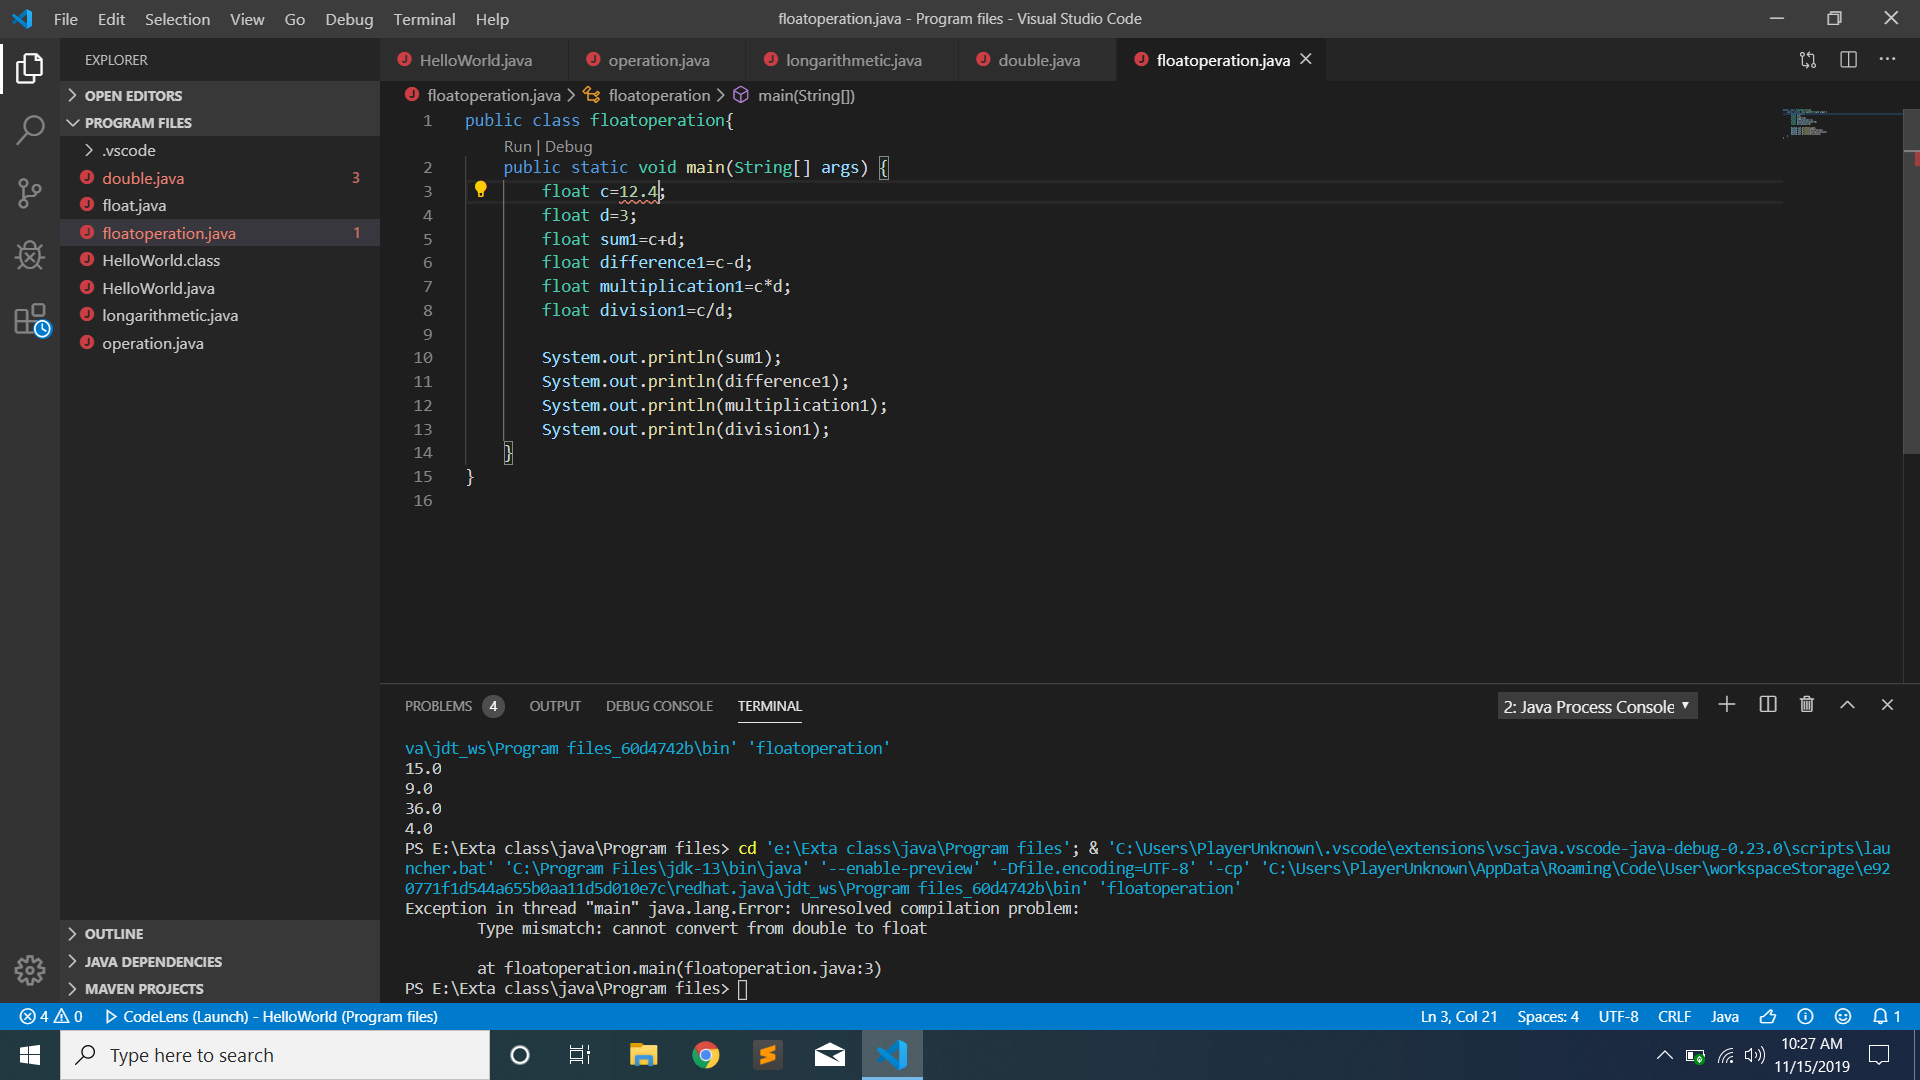 File Edit Selection View Go Debug Terminal Help
floatoperation.java - Program files - Visual Studio Code
EXPLORER
OPEN EDITORS
PROGRAM FILES
.vscode
double.java 3
float.java
floatoperation.java 1
HelloWorld.class
HelloWorld.java
longarithmetic.java
operation.java
OUTLINE
JAVA DEPENDENCIES
MAVEN PROJECTS
HelloWorld.java operation.java longarithmetic.java double.java floatoperation.java
floatoperation.java > floatoperation > main(String[])
1 public class floatoperation{
Run | Debug
2 public static void main(String[] args) {
3 float c=12.4;
4 float d=3;
5 float sum1=c+d;
6 float difference1=c-d;
7 float multiplication1=c*d;
8 float division1=c/d;
9
10 System.out.println(sum1);
11 System.out.println(difference1);
12 System.out.println(multiplication1);
13 System.out.println(division1);
14 }
15 }
16
PROBLEMS 4 OUTPUT DEBUG CONSOLE TERMINAL
2: Java Process Console
va\jdt_ws\Program files_60d4742b\bin' 'floatoperation'
15.0
9.0
36.0
4.0
PS E:\Exta class\java\Program files> cd 'e:\Exta class\java\Program files'; & 'C:\Users\PlayerUnknown\.vscode\extensions\vscjava.vscode-java-debug-0.23.0\scripts\lau
ncher.bat' 'C:\Program Files\jdk-13\bin\java' '--enable-preview' '-Dfile.encoding=UTF-8' '-cp' 'C:\Users\PlayerUnknown\AppData\Roaming\Code\User\workspaceStorage\e92
0771f1d544a655b0aa11d5d010e7c\redhat.java\jdt_ws\Program files_60d4742b\bin' 'floatoperation'
Exception in thread "main" java.lang.Error: Unresolved compilation problem:
Type mismatch: cannot convert from double to float
at floatoperation.main(floatoperation.java:3)
PS E:\Exta class\java\Program files>
4 0 CodeLens (Launch) - HelloWorld (Program files)
Ln 3, Col 21 Spaces: 4 UTF-8 CRLF Java 1
Type here to search
10:27 AM
11/15/2019